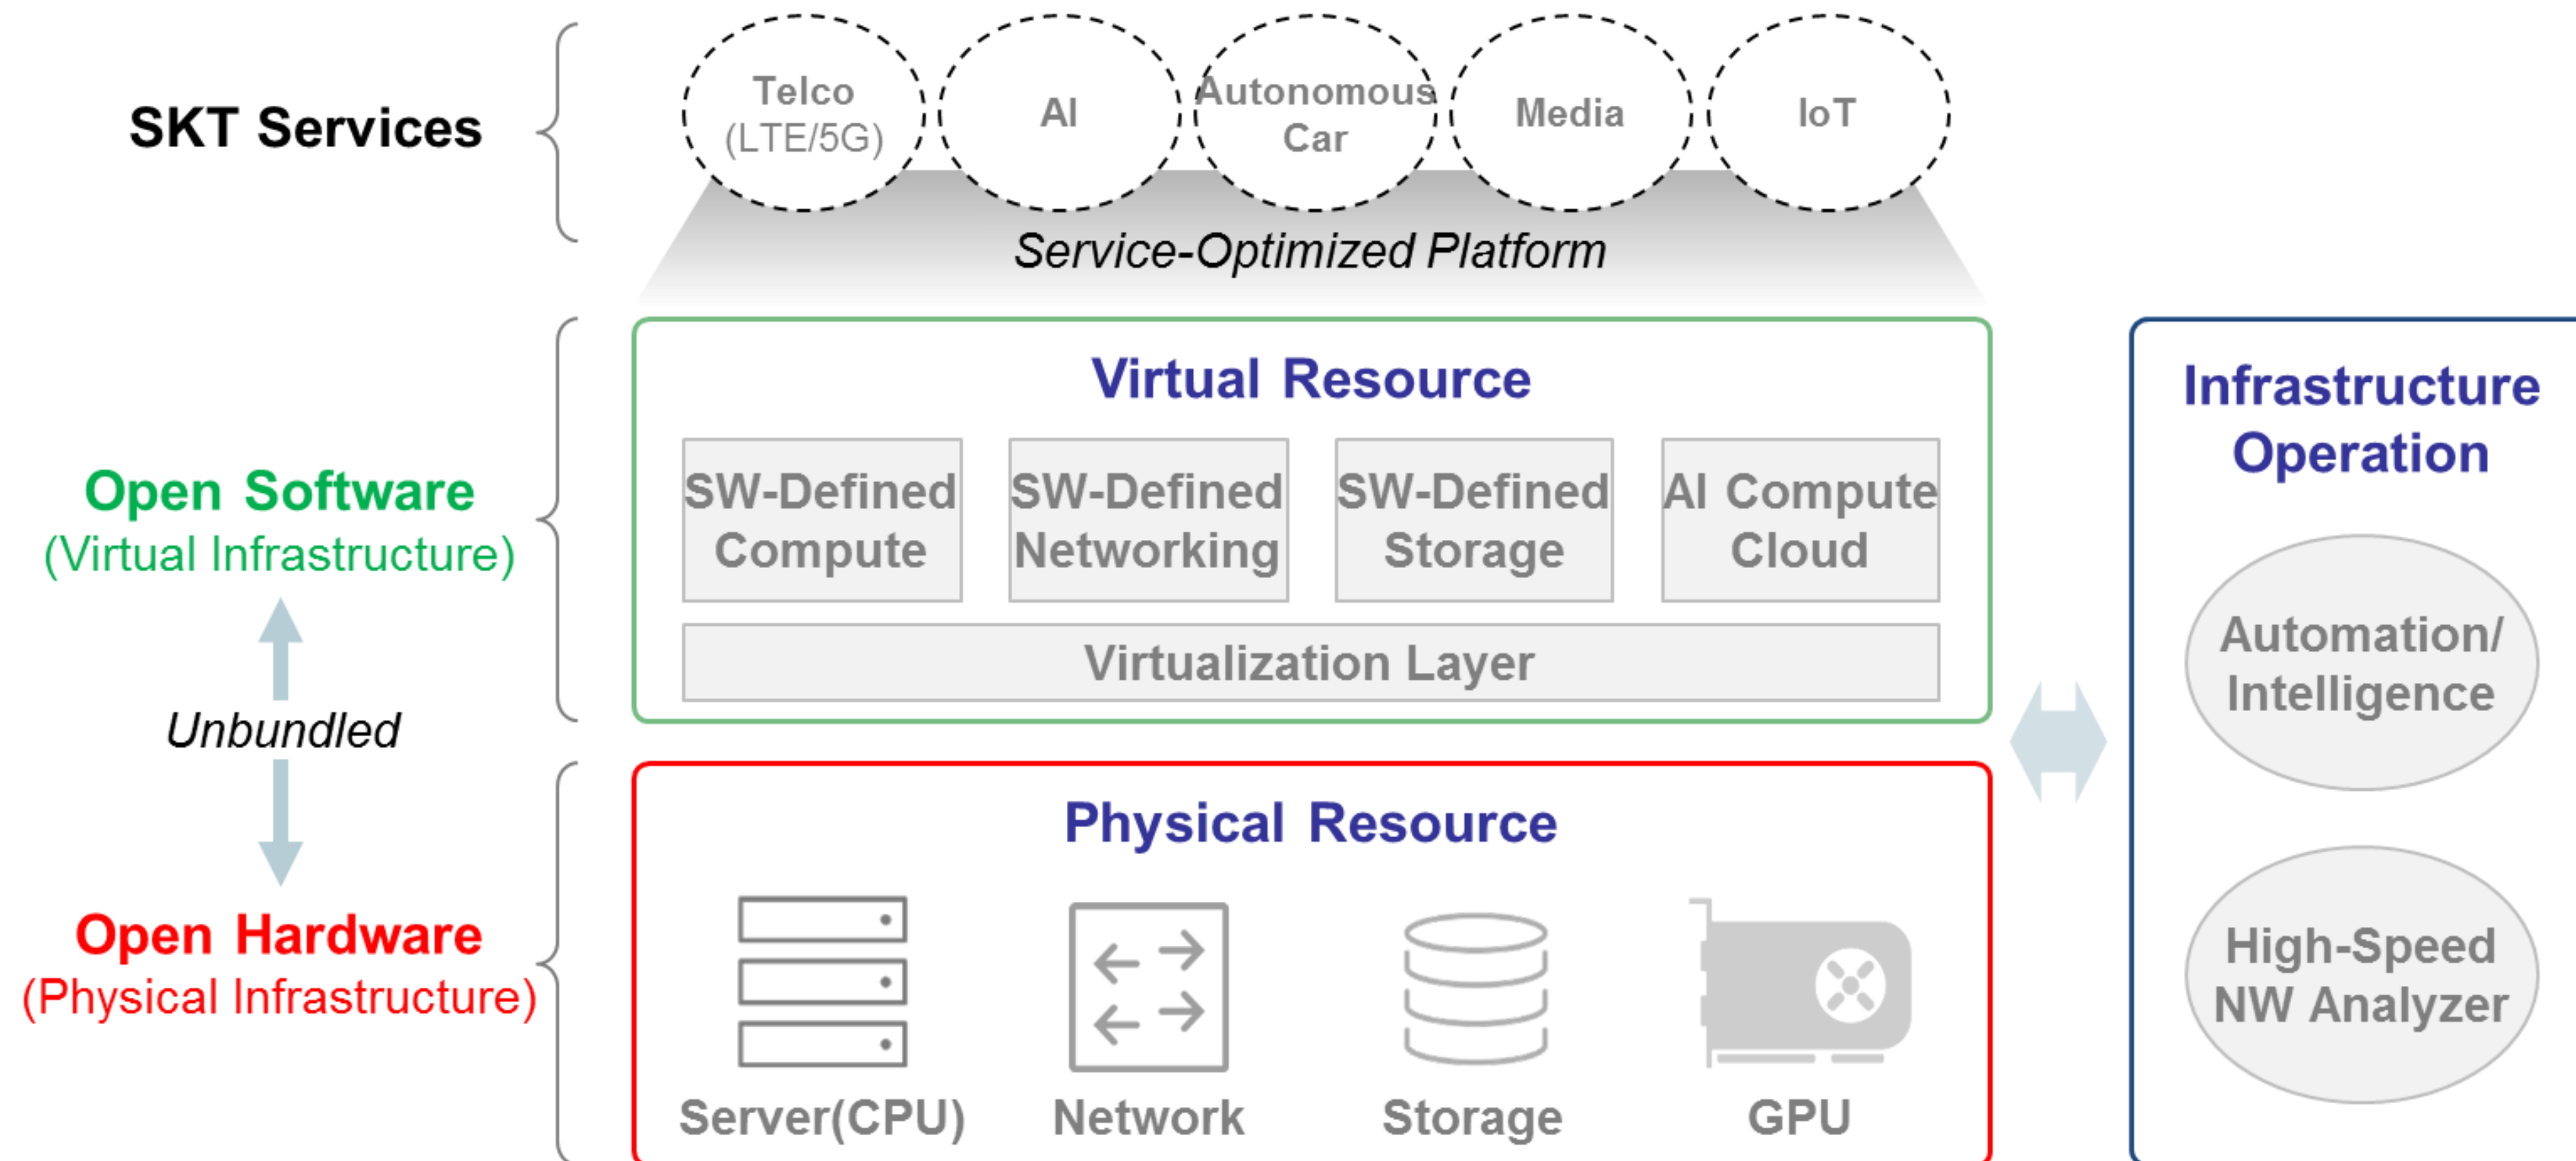 SKT Services
Telco
(LTE/5G)
AI
Autonomous
Car
Media
IoT
Service-Optimized Platform
Open Software
(Virtual Infrastructure)
Unbundled
Open Hardware
(Physical Infrastructure)
Virtual Resource
SW-Defined
Compute
SW-Defined
Networking
SW-Defined
Storage
AI Compute
Cloud
Virtualization Layer
Physical Resource
Server(CPU)
Network
Storage
GPU
Infrastructure
Operation
Automation/
Intelligence
High-Speed
NW Analyzer